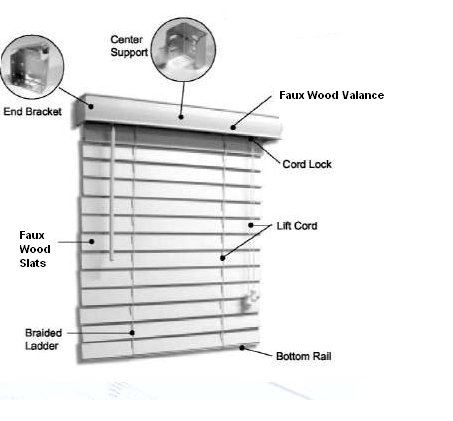 Center
Support
End Bracket
Faux Wood Valance
Cord Lock
Lift Cord
Faux
Wood
Slats
Braided
Ladder
Bottom Rail